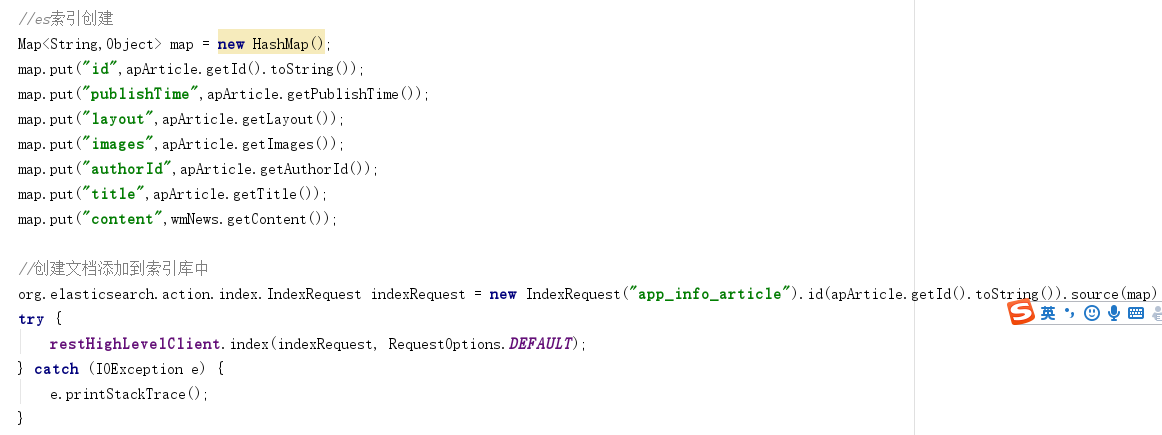 //es索引创建
Map<String,Object> map = new HashMap();
map.put("id",apArticle.getId().toString());
map.put("publishTime",apArticle.getPublishTime());
map.put("layout",apArticle.getLayout());
map.put("images",apArticle.getImages());
map.put("authorId",apArticle.getAuthorId());
map.put("title",apArticle.getTitle());
map.put("content",wmNews.getContent());
//创建文档添加到索引库中
org.elasticsearch.action.index.IndexRequest indexRequest = new IndexRequest("app_info_article").id(apArticle.getId().toString()).source(map)
S 英
try {
restHighLevelClient.index(indexRequest, RequestOptions.DEFAULT);
} catch (IOException e) {
e.printStackTrace();
}